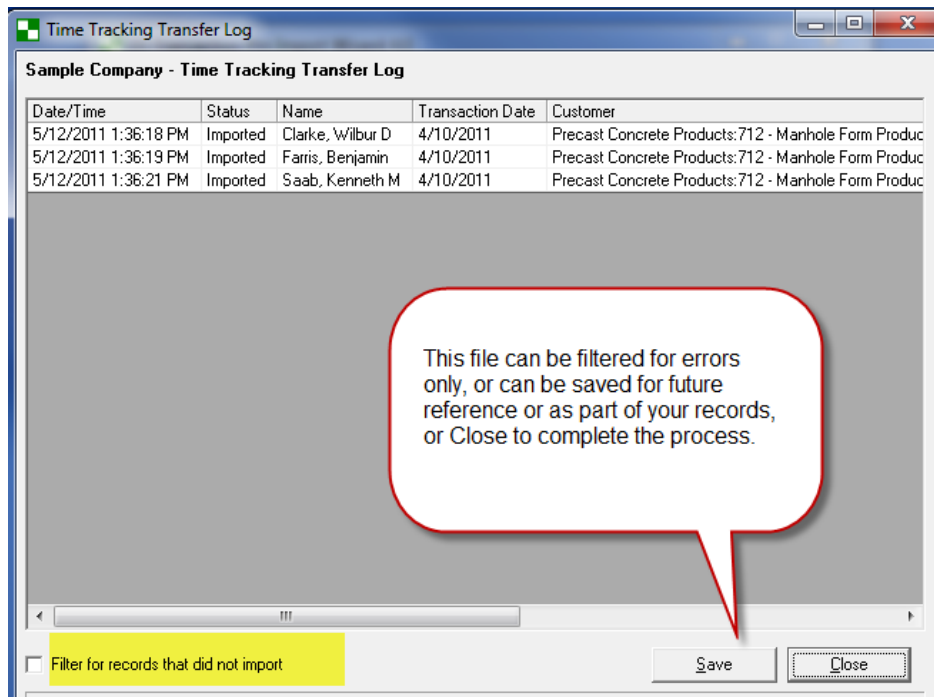 Time Tracking Transfer Log
Sample Company - Time Tracking Transfer Log
Date/Time Status Name Transaction Date Customer
5/12/2011 1:36:18 PM Imported Clarke, Wilbur D 4/10/2011 Precast Concrete Products:712 - Manhole Form Produc
5/12/2011 1:36:19 PM Imported Farris, Benjamin 4/10/2011 Precast Concrete Products:712 - Manhole Form Produc
5/12/2011 1:36:21 PM Imported Saab, Kenneth M 4/10/2011 Precast Concrete Products:712 - Manhole Form Produc
This file can be filtered for errors
only, or can be saved for future
reference or as part of your records,
or Close to complete the process.
Filter for records that did not import
Save Close